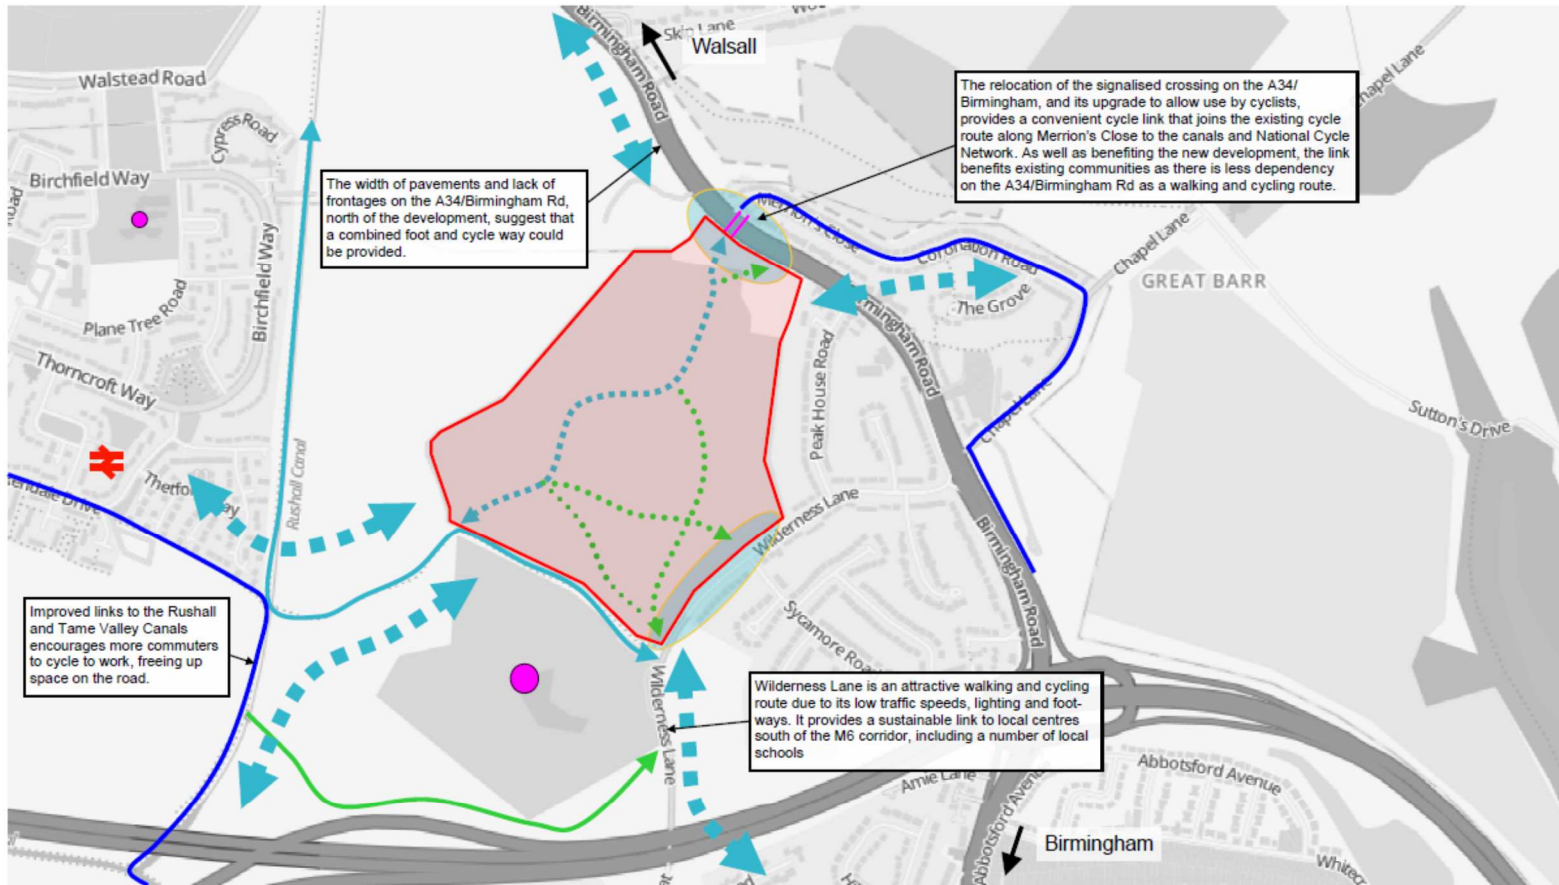 Birmingham Road
Skip Lane
Walsall
Walstead Road
Cypress Road
Birchfield Way
Road
The width of pavements and lack of
frontages on the A34/Birmingham Rd,
north of the development, suggest that
a combined foot and cycle way could
be provided.
The relocation of the signalised crossing on the A34/
Birmingham, and its upgrade to allow use by cyclists,
provides a convenient cycle link that joins the existing cycle
route along Merrion's Close to the canals and National Cycle
Network. As well as benefiting the new development, the link
benefits existing communities as there is less dependency
on the A34/Birmingham Rd as a walking and cycling route.
Chapel Lane
Merrion's Close
Coronation Road
Chapel Lane
GREAT BARR
The Grove
Birchfield Way
Plane Tree Road
Birmingham Road
Peak House Road
Thorncroft Way
Chapel Lane
Sutton's Drive
Rushall Canal
Wilderness Lane
Birmingham Road
Sycamore Road
Improved links to the Rushall
and Tame Valley Canals
encourages more commuters
to cycle to work, freeing up
space on the road.
Wilderness Lane
Wilderness Lane is an attractive walking and cycling
route due to its low traffic speeds, lighting and foot-
ways. It provides a sustainable link to local centres
south of the M6 corridor, including a number of local
schools
Amie Lane
Abbotsford Avenue
Abbotsford Avenue
Birmingham